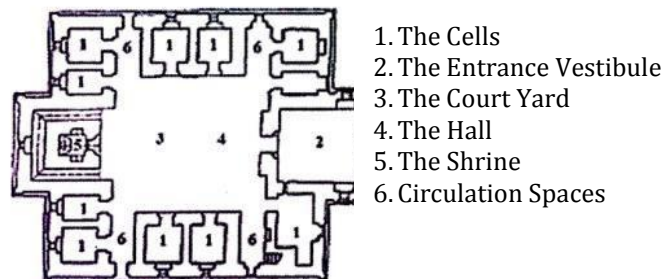 1 6 1 1 6 1
1
5 3 4 2
1
1 6 1 1 6 1
1. The Cells
2. The Entrance Vestibule
3. The Court Yard
4. The Hall
5. The Shrine
6. Circulation Spaces